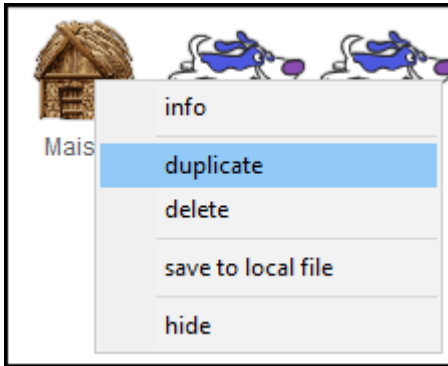 info
Mais
duplicate
delete
save to local file
hide